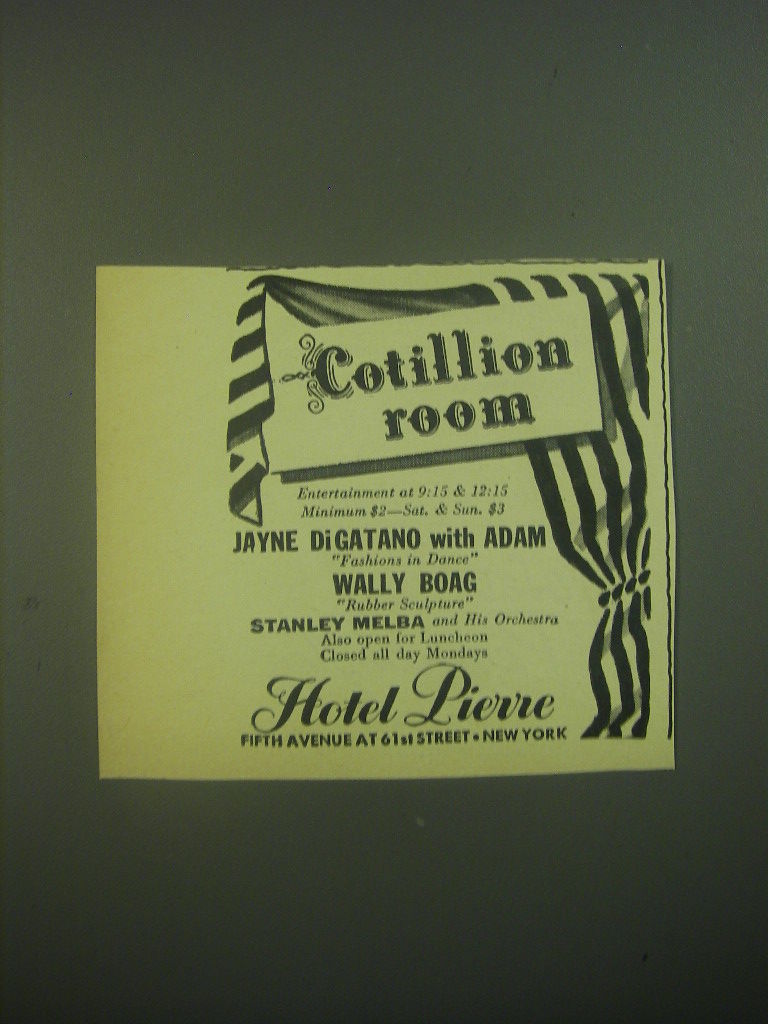 Cotillion
room
Entertainment at 9:15 & 12:15
Minimum $2—Sat. & Sun. $3
JAYNE DiGATANO with ADAM
"Fashions in Dance"
WALLY BOAG
"Rubber Sculpture"
STANLEY MELBA and His Orchestra
Also open for Luncheon
Closed all day Mondays
Hotel Pierre
FIFTH AVENUE AT 61st STREET • NEW YORK